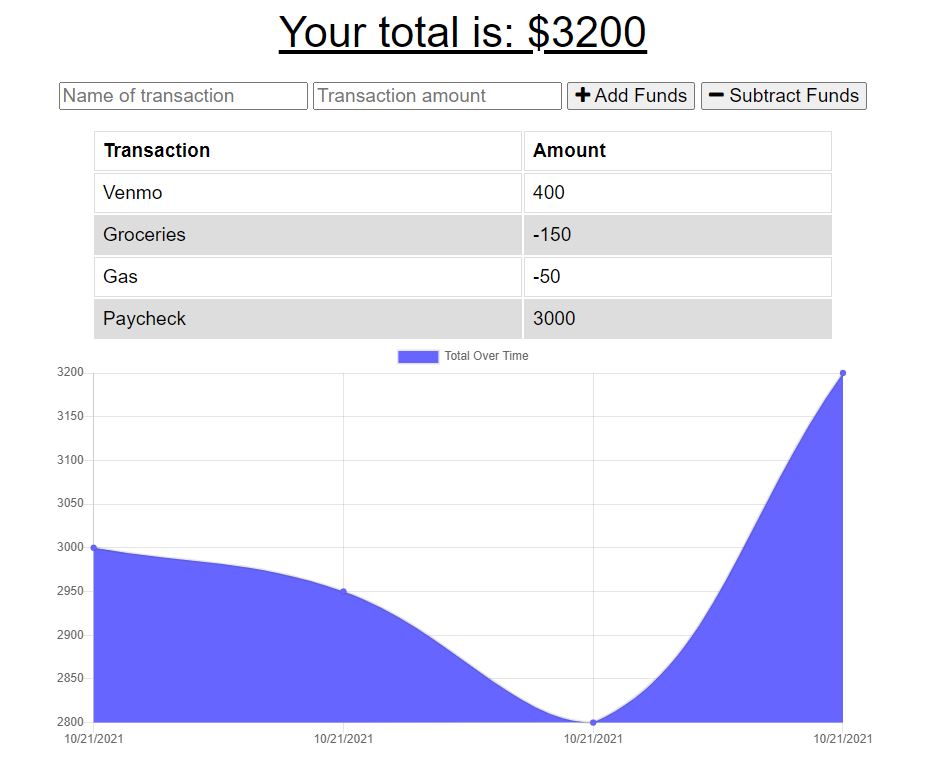 Your total is: $3200
Name of transaction Transaction amount + Add Funds − Subtract Funds
Transaction Amount
Venmo 400
Groceries -150
Gas -50
Paycheck 3000
Total Over Time
3200
3150
3100
3050
3000
2950
2900
2850
2800
10/21/2021 10/21/2021 10/21/2021 10/21/2021